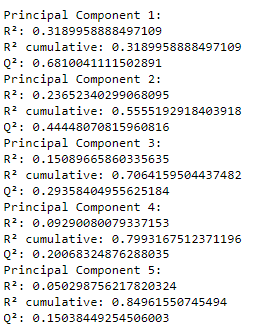 Principal Component 1:
R²: 0.3189958888497109
R² cumulative: 0.3189958888497109
Q²: 0.6810041111502891
Principal Component 2:
R²: 0.23652340299068095
R² cumulative: 0.5555192918403918
Q²: 0.44448070815960816
Principal Component 3:
R²: 0.15089665860335635
R² cumulative: 0.7064159504437482
Q²: 0.29358404955625184
Principal Component 4:
R²: 0.09290080079337153
R² cumulative: 0.7993167512371196
Q²: 0.20068324876288035
Principal Component 5:
R²: 0.050298756217820324
R² cumulative: 0.84961550745494
Q²: 0.15038449254506003